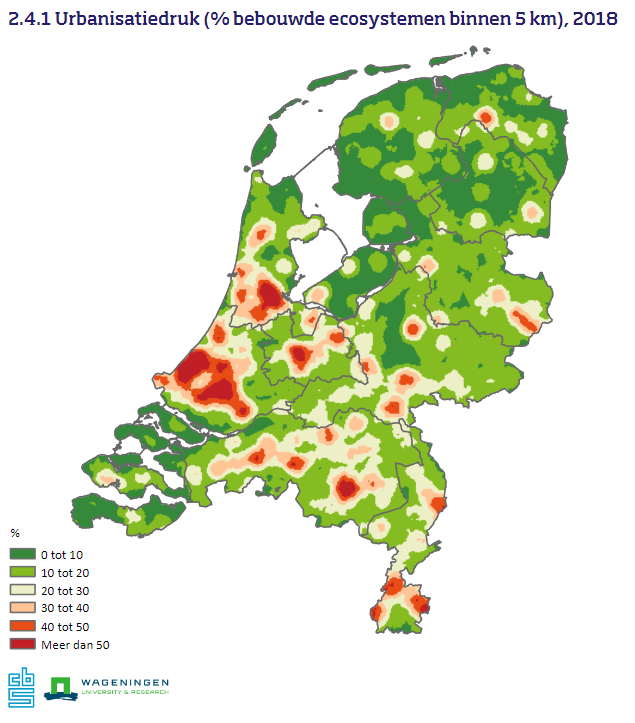 2.4.1 Urbanisatiedruk (% bebouwde ecosystemen binnen 5 km), 2018
%
0 tot 10
10 tot 20
20 tot 30
30 tot 40
40 tot 50
Meer dan 50
cbs
WAGENINGEN
UNIVERSITY & RESEARCH